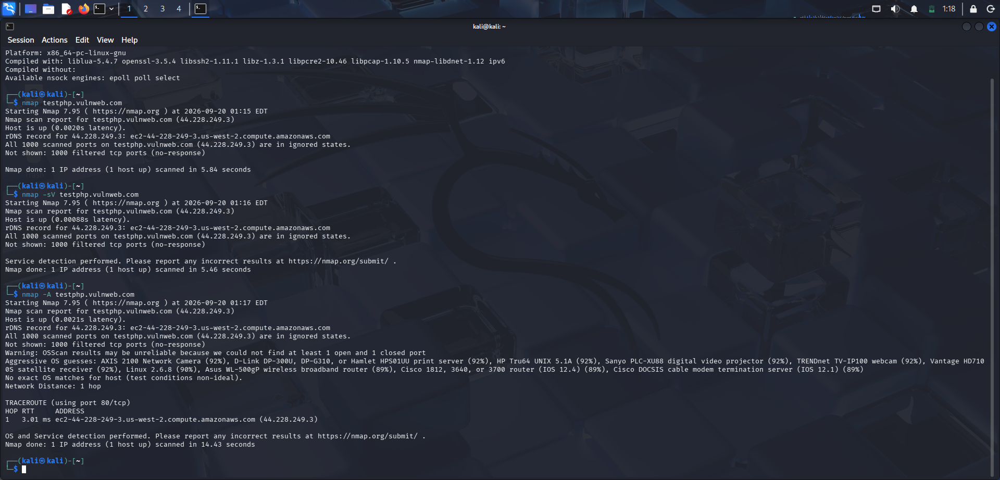 1 2 3 4 1:18
kali@kali: ~
Session Actions Edit View Help
Platform: x86_64-pc-linux-gnu
Compiled with: liblua-5.4.7 openssl-3.5.4 libssh2-1.11.1 libz-1.3.1 libpcre2-10.46 libpcap-1.10.5 nmap-libdnet-1.12 ipv6
Compiled without:
Available nsock engines: epoll poll select
┌──(kali㉿kali)-[~]
└─$ nmap testphp.vulnweb.com
Starting Nmap 7.95 ( https://nmap.org ) at 2026-09-20 01:15 EDT
Nmap scan report for testphp.vulnweb.com (44.228.249.3)
Host is up (0.0020s latency).
rDNS record for 44.228.249.3: ec2-44-228-249-3.us-west-2.compute.amazonaws.com
All 1000 scanned ports on testphp.vulnweb.com (44.228.249.3) are in ignored states.
Not shown: 1000 filtered tcp ports (no-response)
Nmap done: 1 IP address (1 host up) scanned in 5.84 seconds
┌──(kali㉿kali)-[~]
└─$ nmap -sV testphp.vulnweb.com
Starting Nmap 7.95 ( https://nmap.org ) at 2026-09-20 01:16 EDT
Nmap scan report for testphp.vulnweb.com (44.228.249.3)
Host is up (0.00088s latency).
rDNS record for 44.228.249.3: ec2-44-228-249-3.us-west-2.compute.amazonaws.com
All 1000 scanned ports on testphp.vulnweb.com (44.228.249.3) are in ignored states.
Not shown: 1000 filtered tcp ports (no-response)
Service detection performed. Please report any incorrect results at https://nmap.org/submit/ .
Nmap done: 1 IP address (1 host up) scanned in 5.46 seconds
┌──(kali㉿kali)-[~]
└─$ nmap -A testphp.vulnweb.com
Starting Nmap 7.95 ( https://nmap.org ) at 2026-09-20 01:17 EDT
Nmap scan report for testphp.vulnweb.com (44.228.249.3)
Host is up (0.0021s latency).
rDNS record for 44.228.249.3: ec2-44-228-249-3.us-west-2.compute.amazonaws.com
All 1000 scanned ports on testphp.vulnweb.com (44.228.249.3) are in ignored states.
Not shown: 1000 filtered tcp ports (no-response)
Warning: OSScan results may be unreliable because we could not find at least 1 open and 1 closed port
Aggressive OS guesses: AXIS 2100 Network Camera (92%), D-Link DP-300U, DP-G310, or Hamlet HPS01UU print server (92%), HP Tru64 UNIX 5.1A (92%), Sanyo PLC-XU88 digital video projector (92%), TRENDnet TV-IP100 webcam (92%), Vantage HD710
0S satellite receiver (92%), Linux 2.6.8 (90%), Asus WL-500gP wireless broadband router (89%), Cisco 1812, 3640, or 3700 router (IOS 12.4) (89%), Cisco DOCSIS cable modem termination server (IOS 12.1) (89%)
No exact OS matches for host (test conditions non-ideal).
Network Distance: 1 hop
TRACEROUTE (using port 80/tcp)
HOP RTT     ADDRESS
1   3.01 ms ec2-44-228-249-3.us-west-2.compute.amazonaws.com (44.228.249.3)
OS and Service detection performed. Please report any incorrect results at https://nmap.org/submit/ .
Nmap done: 1 IP address (1 host up) scanned in 14.43 seconds
┌──(kali㉿kali)-[~]
└─$